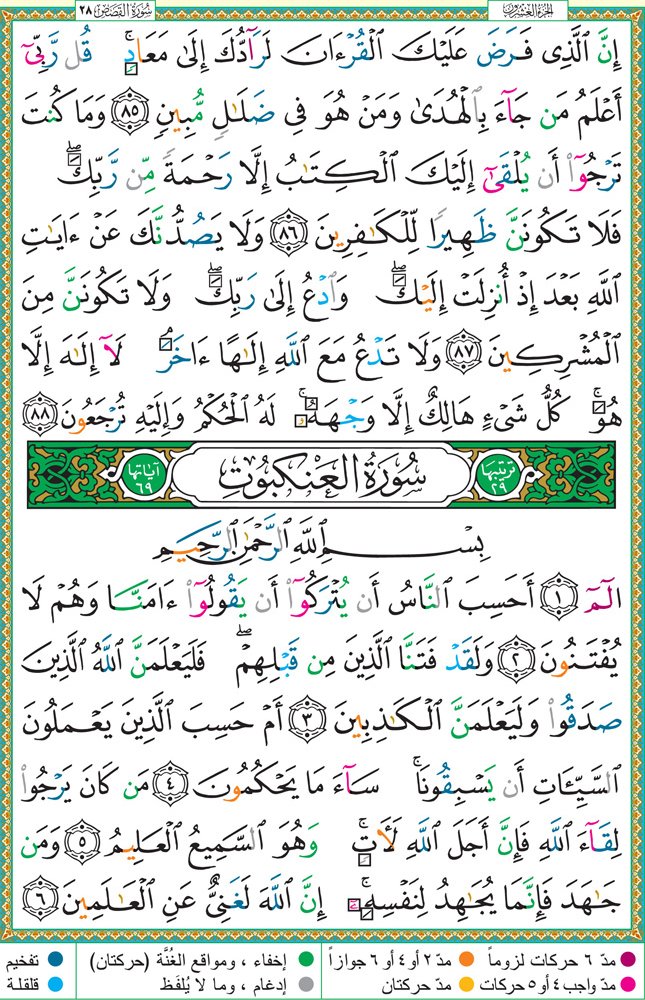 الجزء العشرون
سورة القصص ٢٨
إِنَّ ٱلَّذِى فَرَضَ عَلَيْكَ ٱلْقُرْءَانَ لَرَآدُّكَ إِلَىٰ مَعَادٍۚ قُل رَّبِّىٓ
أَعْلَمُ مَن جَآءَ بِٱلْهُدَىٰ وَمَنْ هُوَ فِى ضَلَٰلٍ مُّبِينٍ ٨٥ وَمَا كُنتَ
تَرْجُوٓا۟ أَن يُلْقَىٰٓ إِلَيْكَ ٱلْكِتَٰبُ إِلَّا رَحْمَةً مِّن رَّبِّكَۖ
فَلَا تَكُونَنَّ ظَهِيرًا لِّلْكَٰفِرِينَ ٨٦ وَلَا يَصُدُّنَّكَ عَنْ ءَايَٰتِ
ٱللَّهِ بَعْدَ إِذْ أُنزِلَتْ إِلَيْكَۖ وَٱدْعُ إِلَىٰ رَبِّكَۖ وَلَا تَكُونَنَّ مِنَ
ٱلْمُشْرِكِينَ ٨٧ وَلَا تَدْعُ مَعَ ٱللَّهِ إِلَٰهًا ءَاخَرَۘ لَآ إِلَٰهَ إِلَّا
هُوَۚ كُلُّ شَىْءٍ هَالِكٌ إِلَّا وَجْهَهُۥۚ لَهُ ٱلْحُكْمُ وَإِلَيْهِ تُرْجَعُونَ ٨٨
ترتيبها ٢٩ سُورَةُ العَنكَبُوت آياتها ٦٩
بِسْمِ ٱللَّهِ ٱلرَّحْمَٰنِ ٱلرَّحِيمِ
الٓمٓ ١ أَحَسِبَ ٱلنَّاسُ أَن يُتْرَكُوٓا۟ أَن يَقُولُوٓا۟ ءَامَنَّا وَهُمْ لَا
يُفْتَنُونَ ٢ وَلَقَدْ فَتَنَّا ٱلَّذِينَ مِن قَبْلِهِمْۖ فَلَيَعْلَمَنَّ ٱللَّهُ ٱلَّذِينَ
صَدَقُوا۟ وَلَيَعْلَمَنَّ ٱلْكَٰذِبِينَ ٣ أَمْ حَسِبَ ٱلَّذِينَ يَعْمَلُونَ
ٱلسَّيِّـَٔاتِ أَن يَسْبِقُونَاۚ سَآءَ مَا يَحْكُمُونَ ٤ مَن كَانَ يَرْجُوا۟
لِقَآءَ ٱللَّهِ فَإِنَّ أَجَلَ ٱللَّهِ لَـَٔاتٍۚ وَهُوَ ٱلسَّمِيعُ ٱلْعَلِيمُ ٥ وَمَن
جَٰهَدَ فَإِنَّمَا يُجَٰهِدُ لِنَفْسِهِۦٓۚ إِنَّ ٱللَّهَ لَغَنِىٌّ عَنِ ٱلْعَٰلَمِينَ ٦
مدّ ٦ حركات لزوماً مدّ ٢ أو ٤ أو ٦ جوازاً إخفاء ، ومواقع الغُنَّة (حركتان) تفخيم
مدّ واجب ٤ أو ٥ حركات مدّ حركتان إدغام ، وما لا يُلفَظ قلقلة